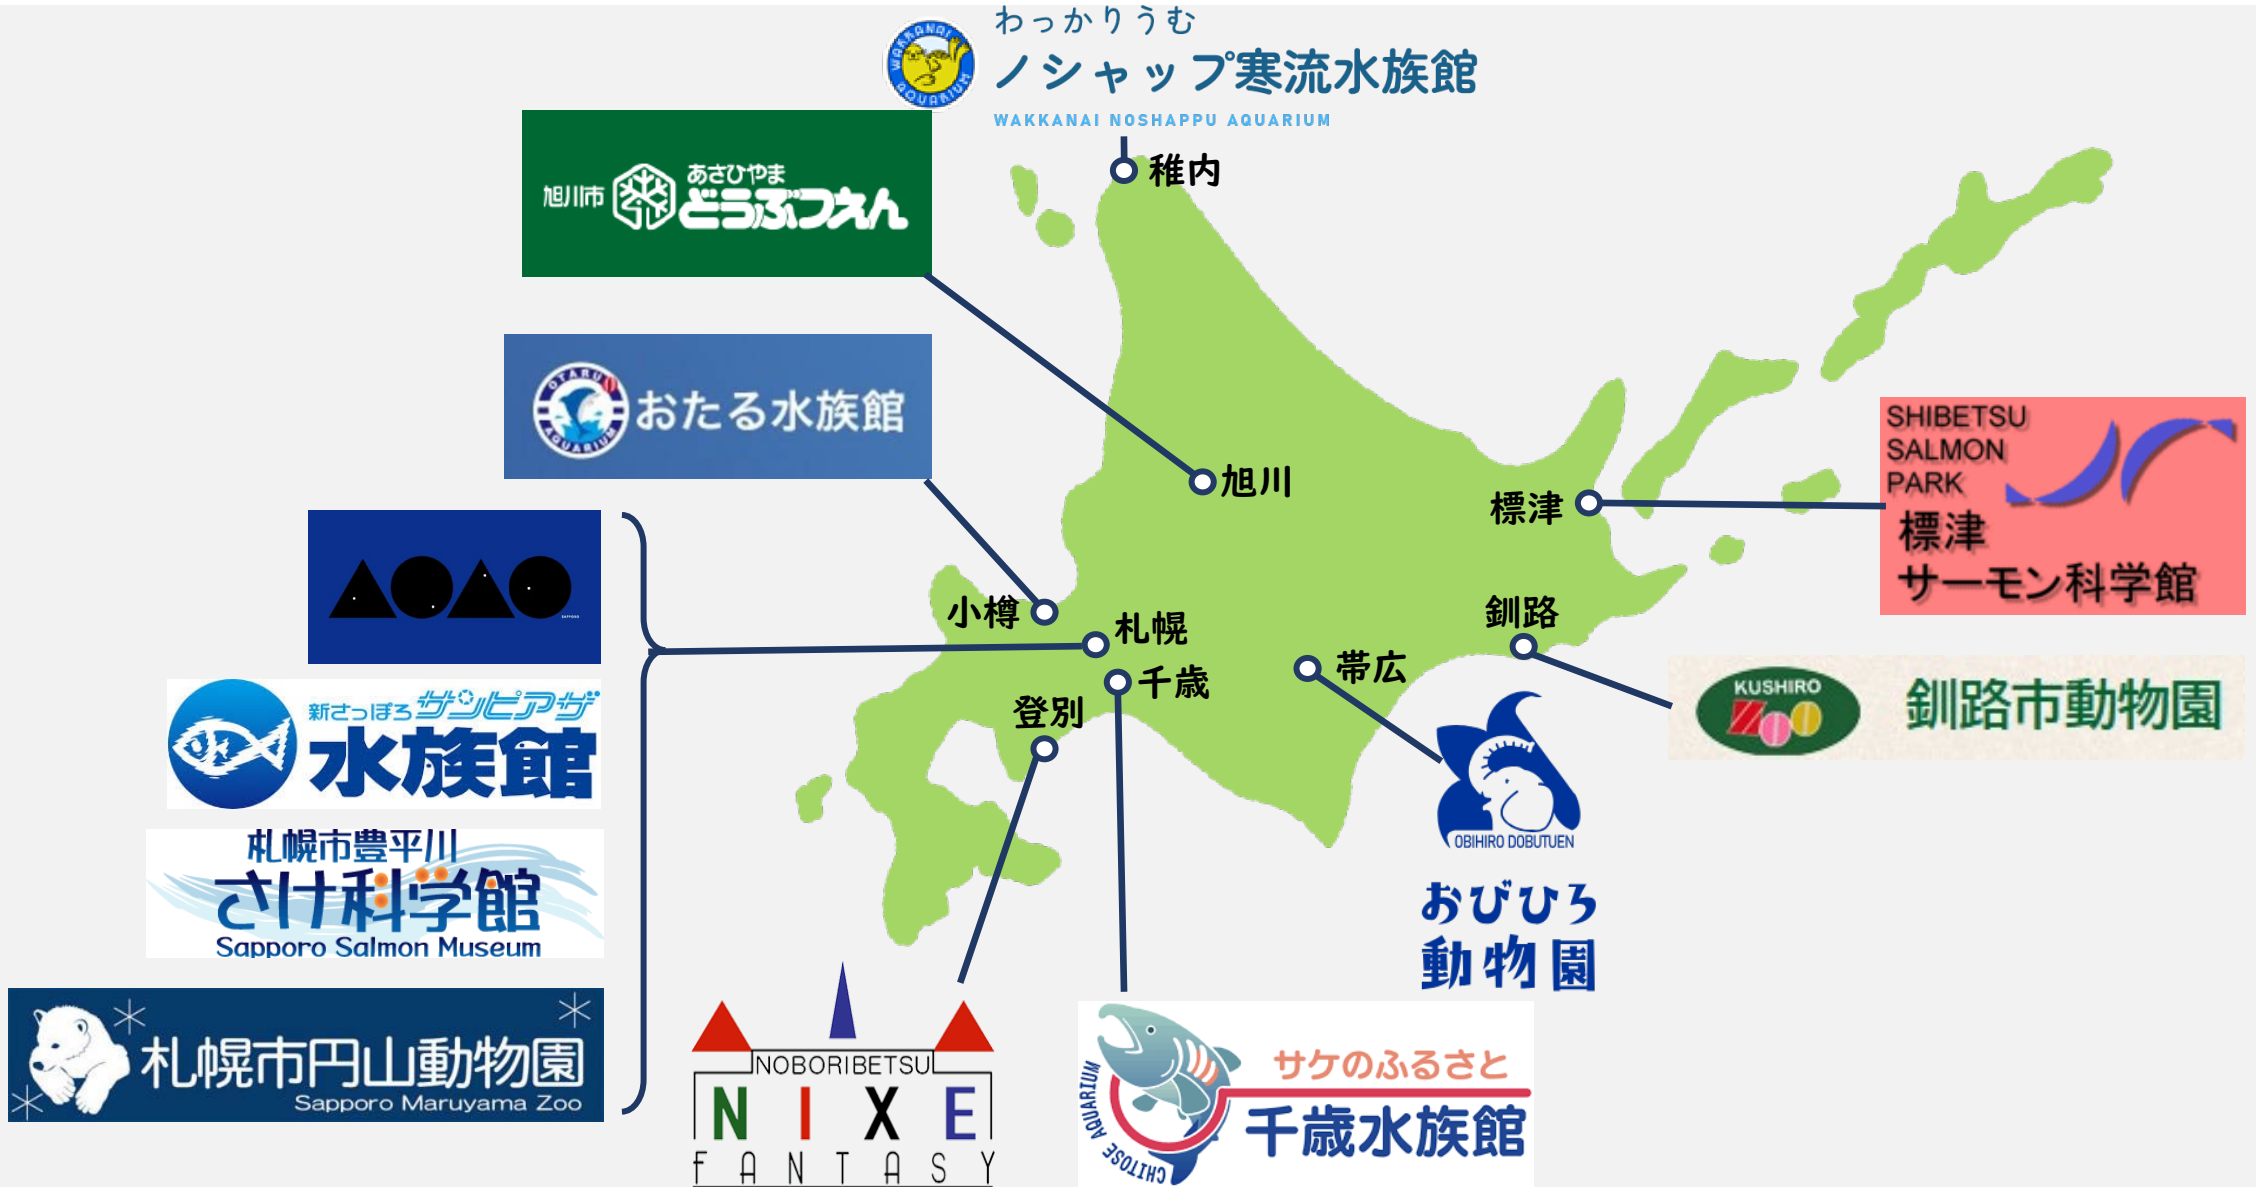 わっかりうむ
ノシャップ寒流水族館
WAKKANAI NOSHAPPU AQUARIUM
WAKKANAI AQUARIUM
稚内
旭川市
あさひやま
どうぶつえん
OTARU AQUARIUM
おたる水族館
旭川
標津
SHIBETSU
SALMON
PARK
標津
サーモン科学館
AOAO
SAPPORO
小樽
札幌
千歳
登別
帯広
釧路
KUSHIRO
Zoo
釧路市動物園
新さっぽろ サンピアザ
水族館
札幌市豊平川
さけ科学館
Sapporo Salmon Museum
札幌市円山動物園
Sapporo Maruyama Zoo
OBIHIRO DOBUTUEN
おびひろ
動物園
NOBORIBETSU
NIXE
FANTASY
サケのふるさと
千歳水族館
CHITOSE AQUARIUM